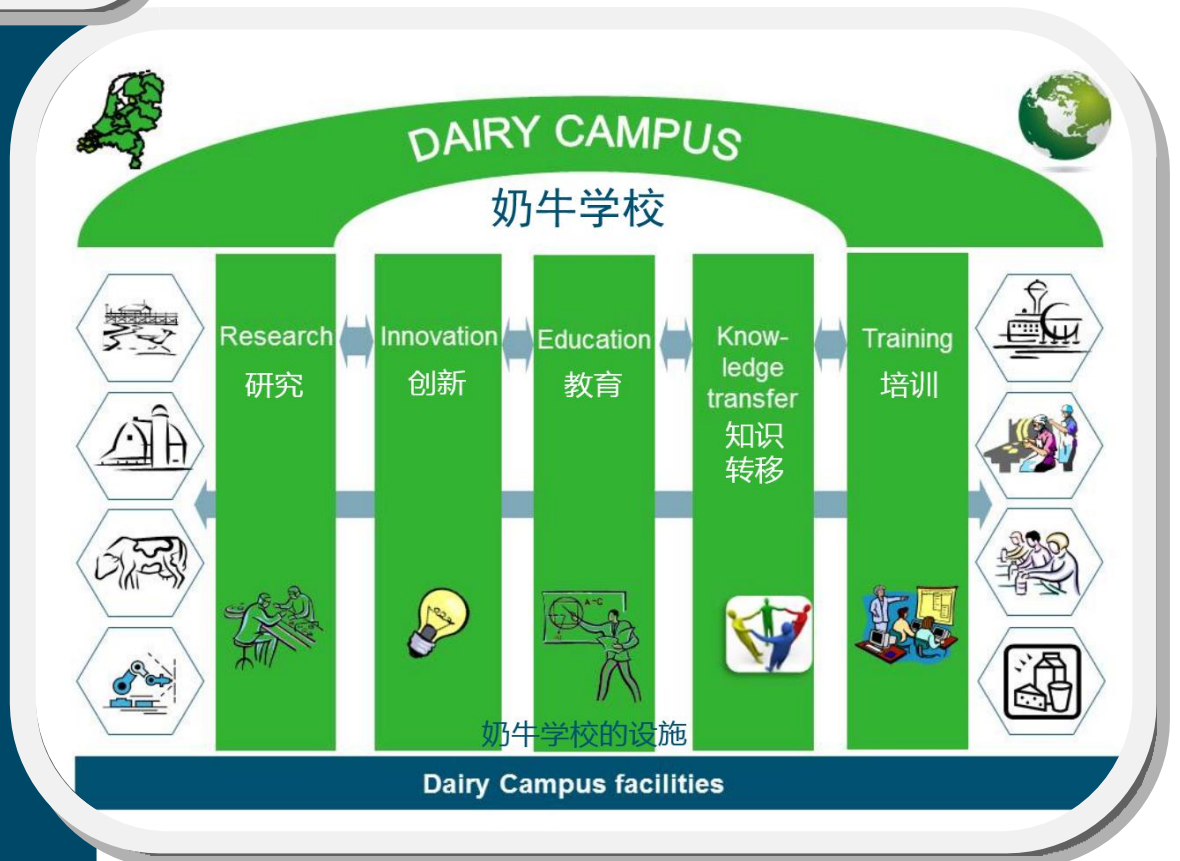 DAIRY CAMPUS
奶牛学校
Research
研究
Innovation
创新
Education
教育
Know-
ledge
transfer
知识
转移
Training
培训
A-C
奶牛学校的设施
Dairy Campus facilities